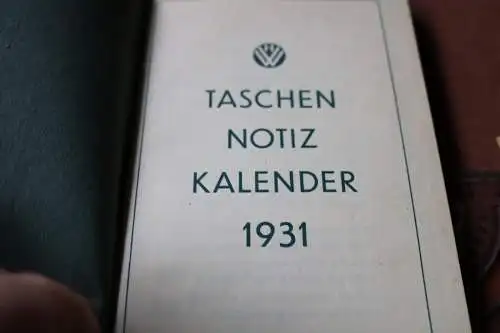 TASCHEN
NOTIZ
KALENDER
1931